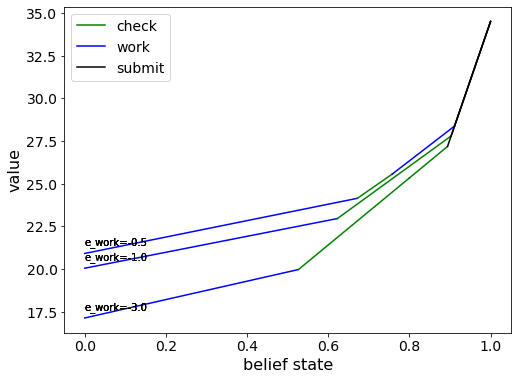 35.0
32.5
30.0
27.5
25.0
22.5
20.0
17.5
value
check
work
submit
e_work=-0.5
e_work=-1.0
e_work=-3.0
0.0 0.2 0.4 0.6 0.8 1.0
belief state